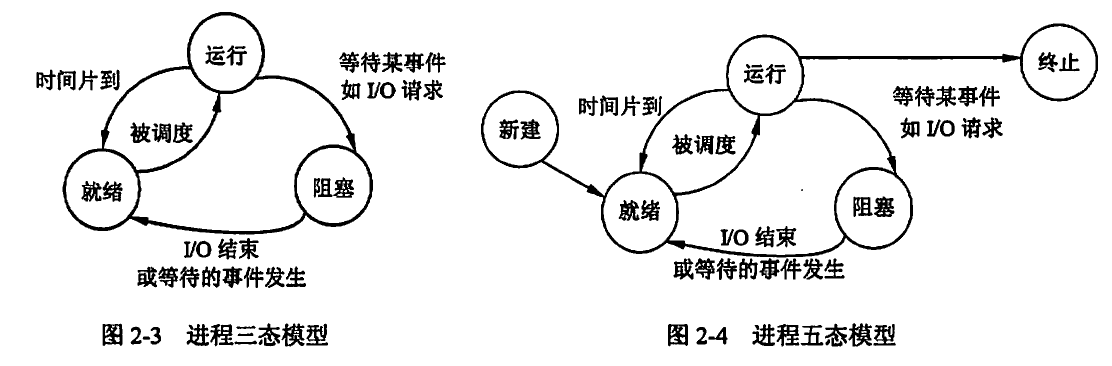 运行
时间片到
等待某事件
如 I/O 请求
被调度
就绪
阻塞
I/O 结束
或等待的事件发生
图 2-3 进程三态模型
运行
终止
新建
时间片到
等待某事件
如 I/O 请求
被调度
就绪
阻塞
I/O 结束
或等待的事件发生
图 2-4 进程五态模型